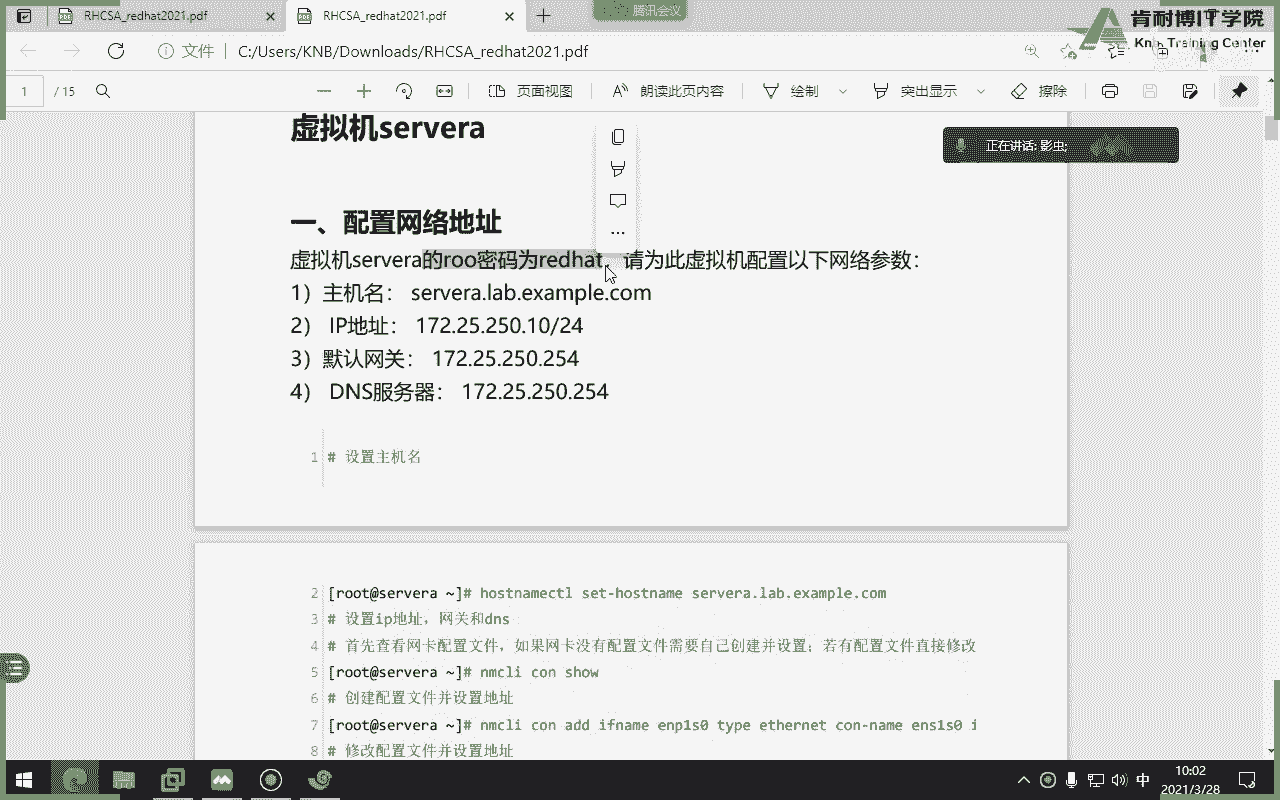 RHCSA_redhat2021.pdf
RHCSA_redhat2021.pdf
腾讯会议
肯耐博IT学院
KnB Training Center
文件
C:/Users/KNB/Downloads/RHCSA_redhat2021.pdf
1 / 15
页面视图
朗读此页内容
绘制
突出显示
擦除
虚拟机servera
正在讲话: 影虫;
一、配置网络地址
虚拟机servera的roo密码为redhat，请为此虚拟机配置以下网络参数：
1）主机名： servera.lab.example.com
2） IP地址： 172.25.250.10/24
3）默认网关： 172.25.250.254
4） DNS服务器： 172.25.250.254
1 # 设置主机名
2 [root@servera ~]# hostnamectl set-hostname servera.lab.example.com
3 # 设置ip地址，网关和dns
4 # 首先查看网卡配置文件，如果网卡没有配置文件需要自己创建并设置；若有配置文件直接修改
5 [root@servera ~]# nmcli con show
6 # 创建配置文件并设置地址
7 [root@servera ~]# nmcli con add ifname enp1s0 type ethernet con-name ens1s0 i
8 # 修改配置文件并设置地址
中
10:02
2021/3/28